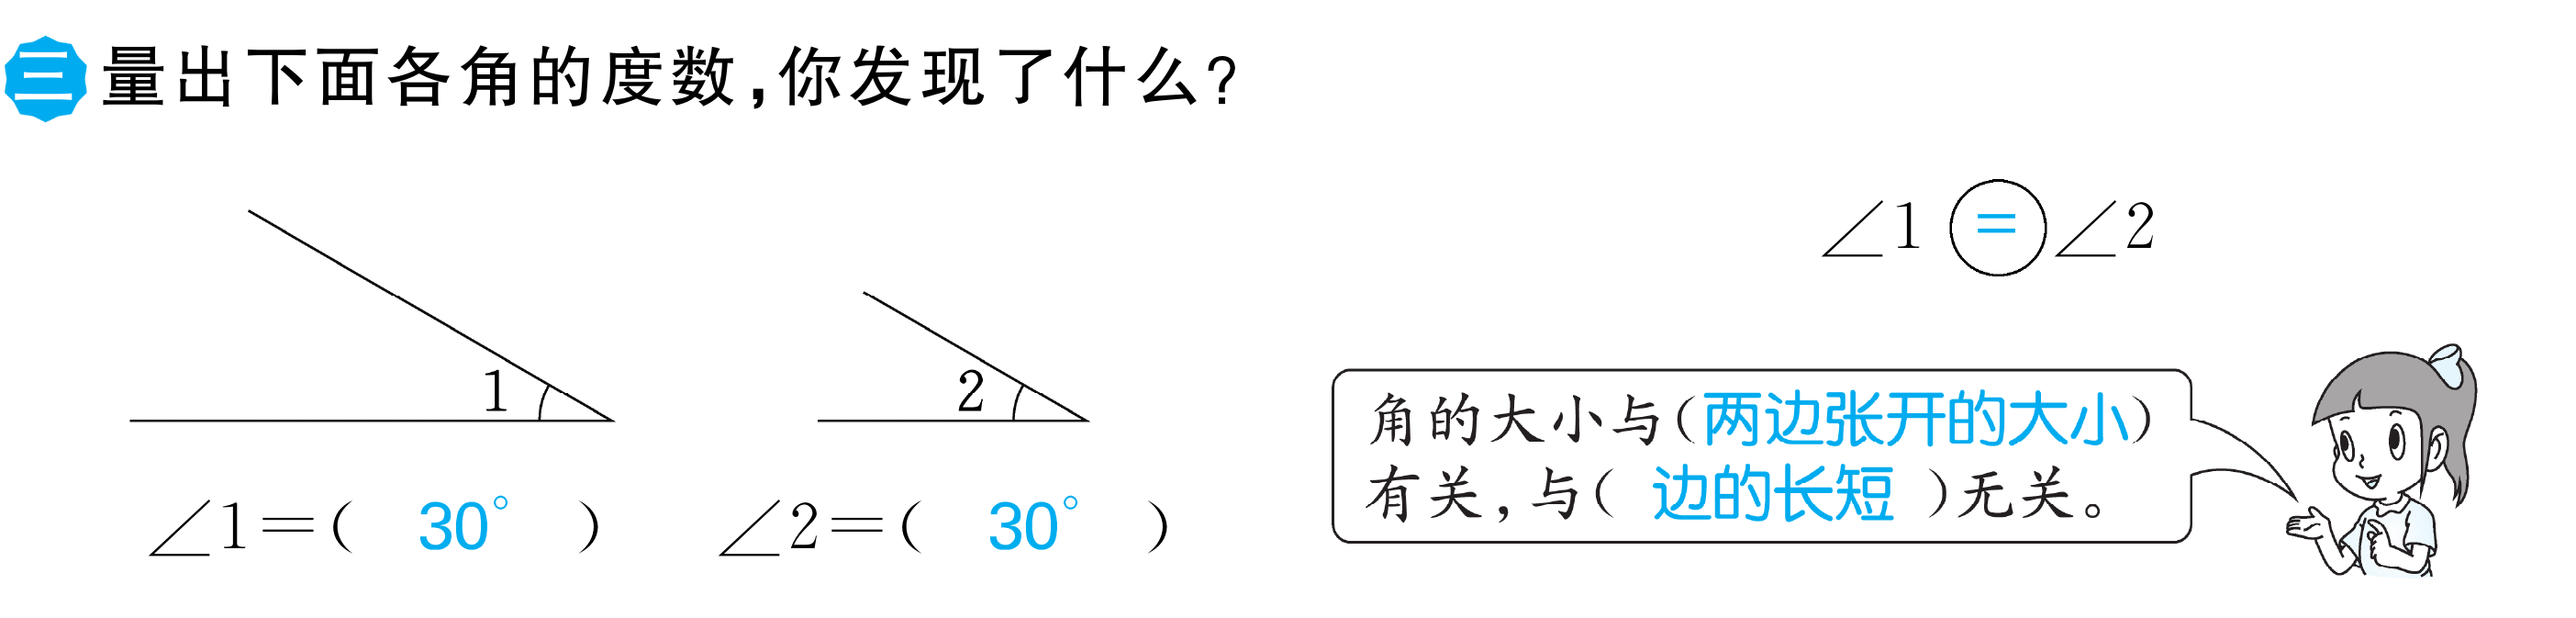 三 量出下面各角的度数,你发现了什么?
∠1 = ∠2
1
2
角的大小与(两边张开的大小)
有关,与( 边的长短 )无关。
∠1=( 30° ) ∠2=( 30° )